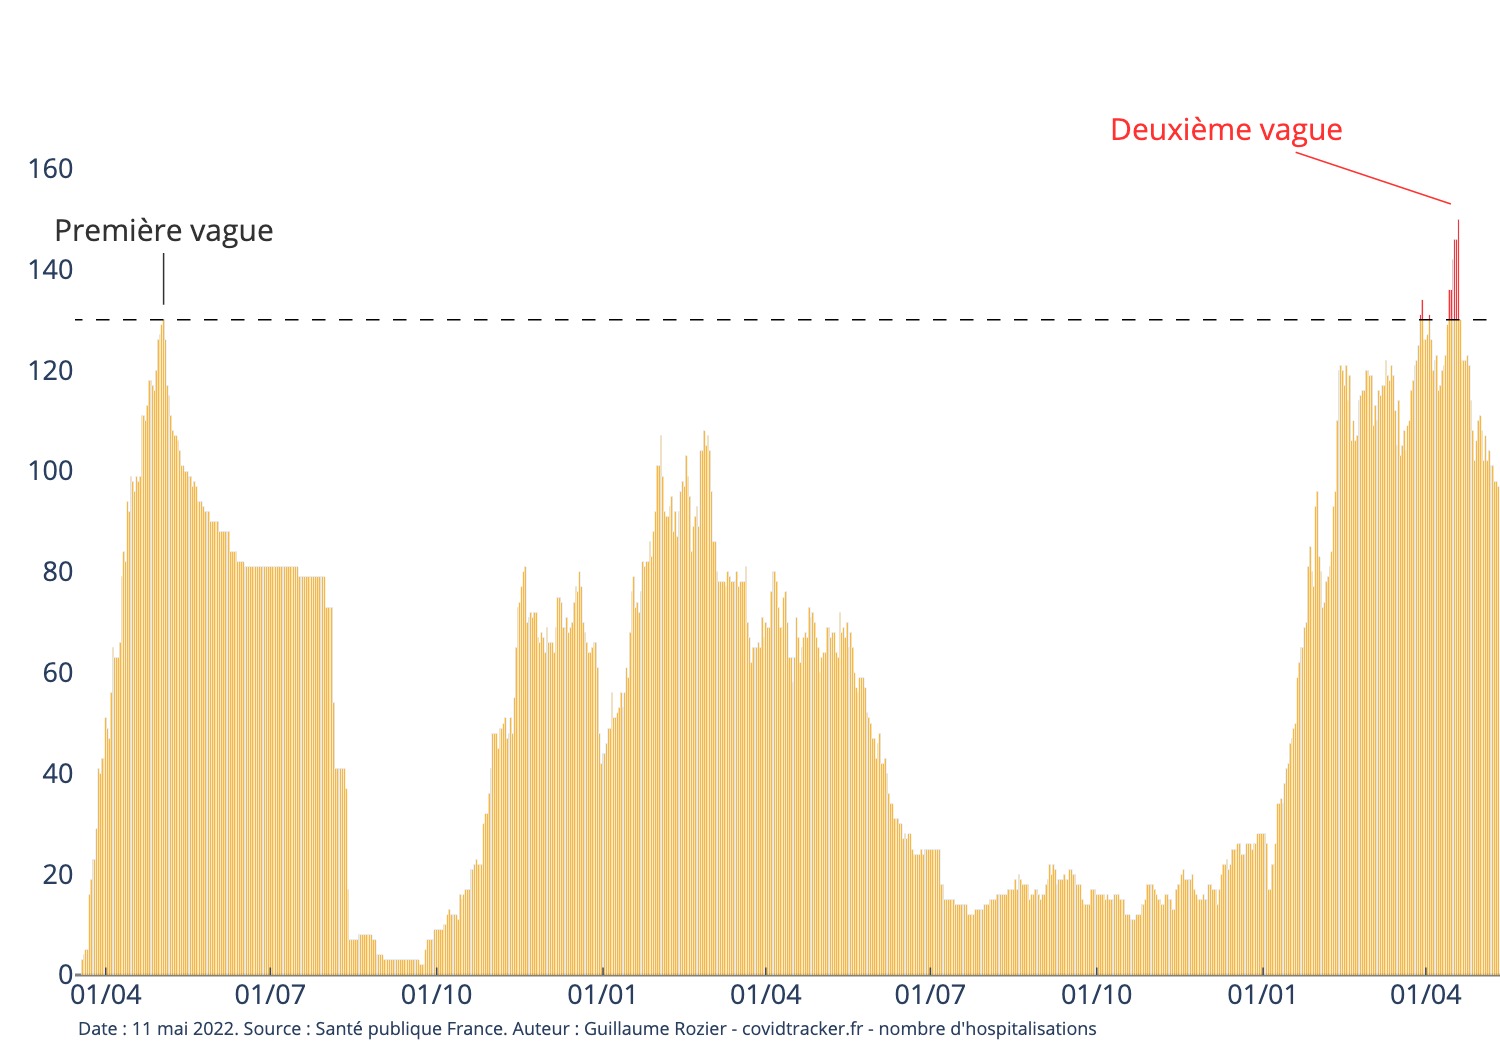 Deuxième vague
160
Première vague
140
120
100
80
60
40
20
0
01/04 01/07 01/10 01/01 01/04 01/07 01/10 01/01 01/04
Date : 11 mai 2022. Source : Santé publique France. Auteur : Guillaume Rozier - covidtracker.fr - nombre d'hospitalisations